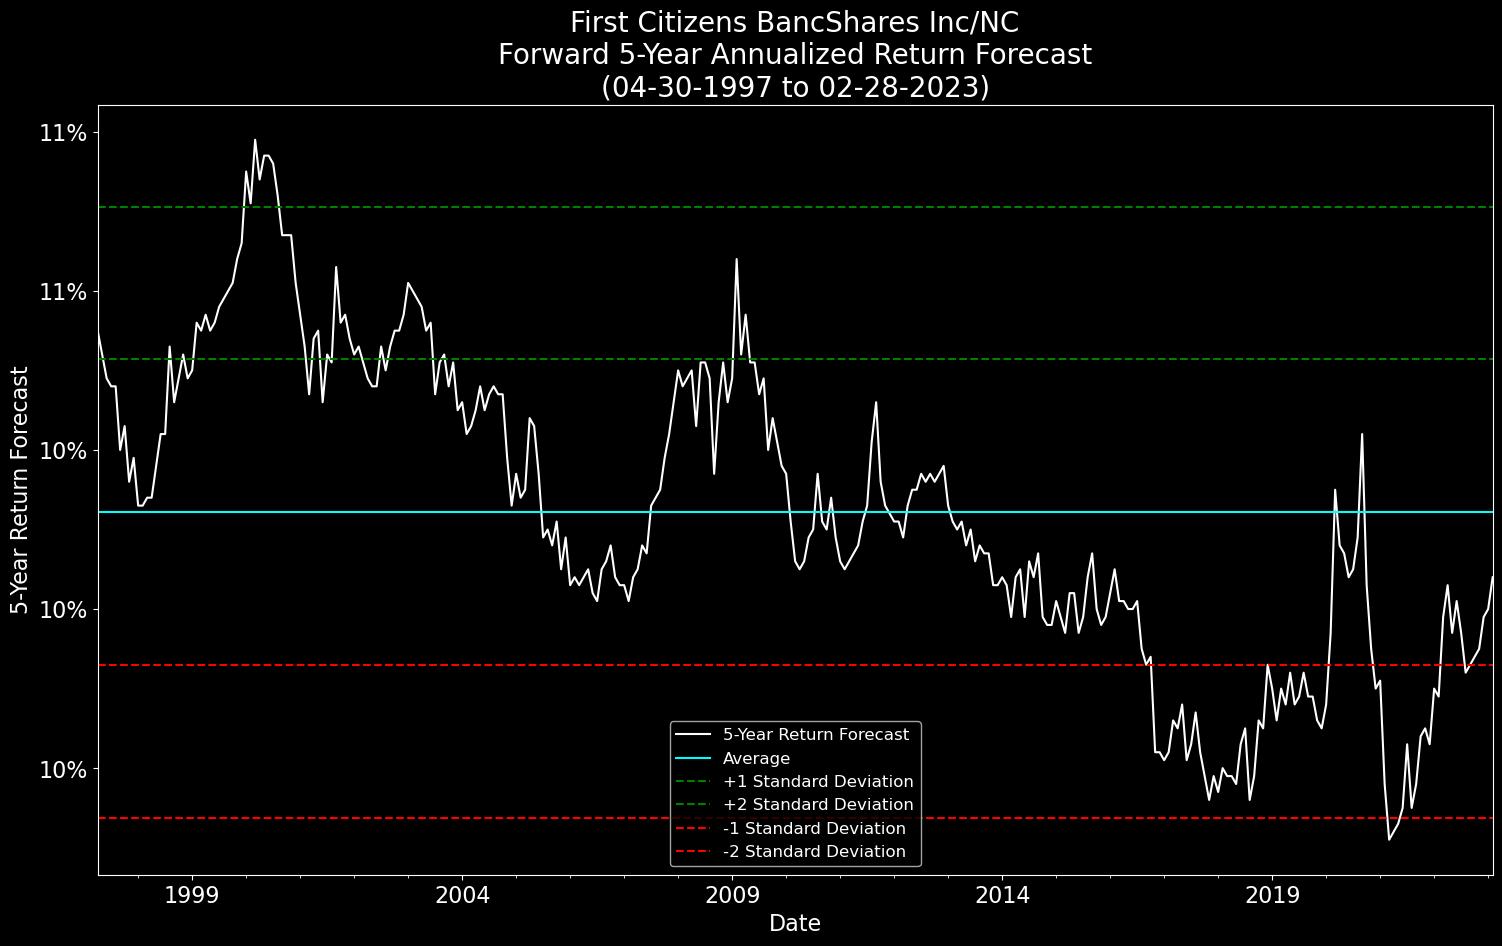 First Citizens BancShares Inc/NC
Forward 5-Year Annualized Return Forecast
(04-30-1997 to 02-28-2023)
11%
11%
10%
10%
10%
5-Year Return Forecast
5-Year Return Forecast
Average
+1 Standard Deviation
+2 Standard Deviation
-1 Standard Deviation
-2 Standard Deviation
1999
2004
2009
2014
2019
Date